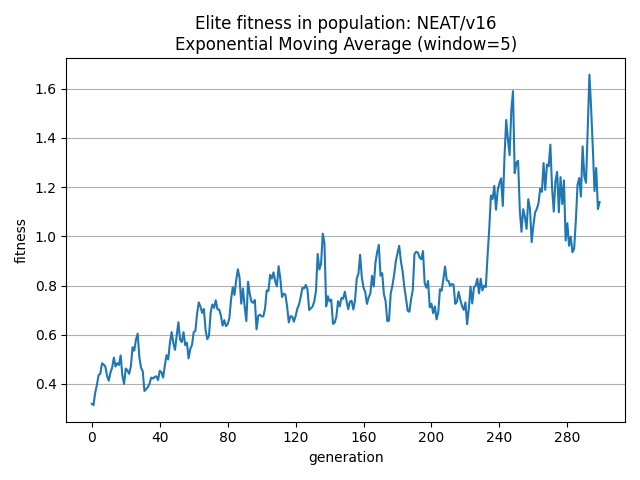 Elite fitness in population: NEAT/v16
Exponential Moving Average (window=5)
fitness
1.6
1.4
1.2
1.0
0.8
0.6
0.4
0 40 80 120 160 200 240 280
generation